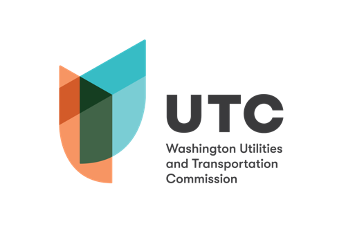 UTC
Washington Utilities
and Transportation
Commission